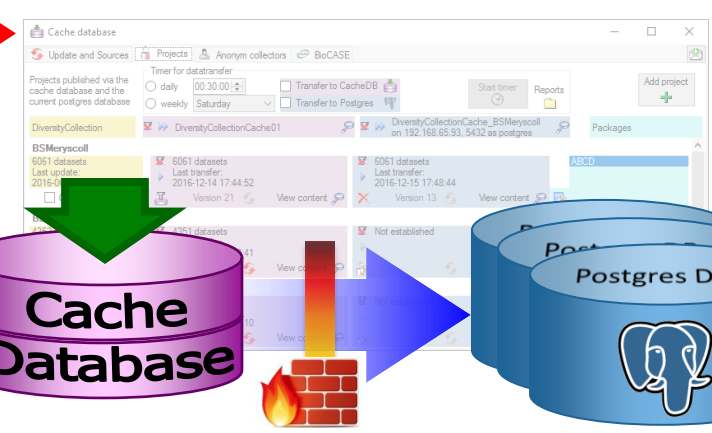 Cache database
Update and Sources Projects Anonym collectors BioCASE
Projects published via the cache database and the current postgres database
Timer for datatransfer
daily 00:30:00 Transfer to CacheDB
weekly Saturday Transfer to Postgres
Start timer
Reports
Add project
DiversityCollection
DiversityCollectionCache01
DiversityCollectionCache_BSMeryscoll
on 192.168.65.93, 5432 as postgres
Packages
BSMeryscoll
6061 datasets
Last update:
6061 datasets
Last transfer:
2016-12-14 17:44:52
Version 21 View content
6061 datasets
Last transfer:
2016-12-15 17:48:44
Version 13 View content
ABCD
4351 datasets
Not established
41
View content
10
Cache
Database
Postgres D